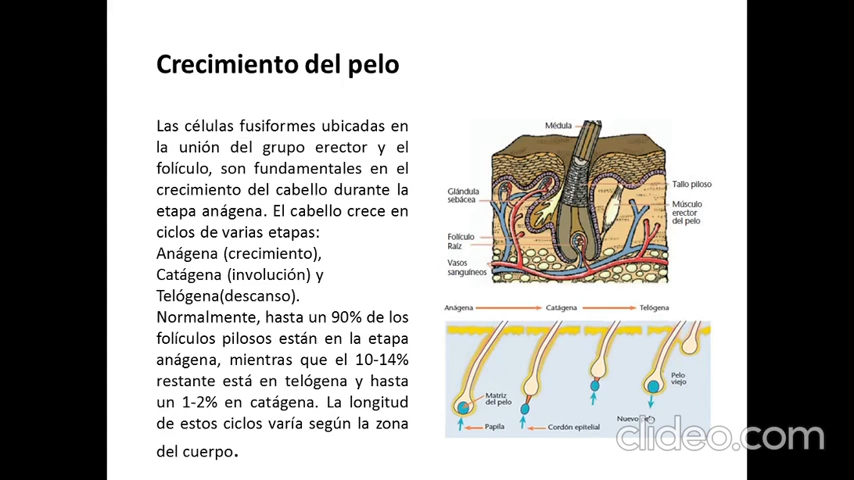 Crecimiento del pelo
Las células fusiformes ubicadas en
la unión del grupo erector y el
folículo, son fundamentales en el
crecimiento del cabello durante la
etapa anágena. El cabello crece en
ciclos de varias etapas:
Anágena (crecimiento),
Catágena (involución) y
Telógena(descanso).
Normalmente, hasta un 90% de los
folículos pilosos están en la etapa
anágena, mientras que el 10-14%
restante está en telógena y hasta
un 1-2% en catágena. La longitud
de estos ciclos varía según la zona
del cuerpo.
Médula
Glándula
sebácea
Folículo
Raíz
Vasos
sanguíneos
Tallo piloso
Músculo
erector
del pelo
Anágena
Catágena
Telógena
Matriz
del pelo
Papila
Cordón epitelial
Pelo
viejo
Nuevo
clideo.com